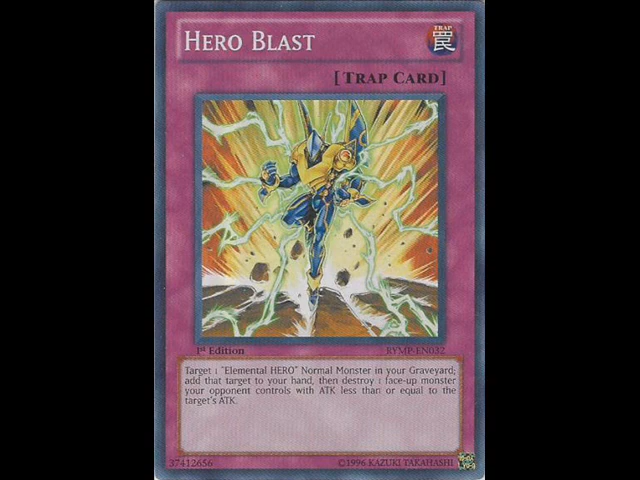 HERO BLAST
TRAP
罠
[ TRAP CARD ]
1st Edition
RYMP-EN032
Target 1 "Elemental HERO" Normal Monster in your Graveyard;
add that target to your hand, then destroy 1 face-up monster
your opponent controls with ATK less than or equal to the
target's ATK.
37412656
©1996 KAZUKI TAKAHASHI